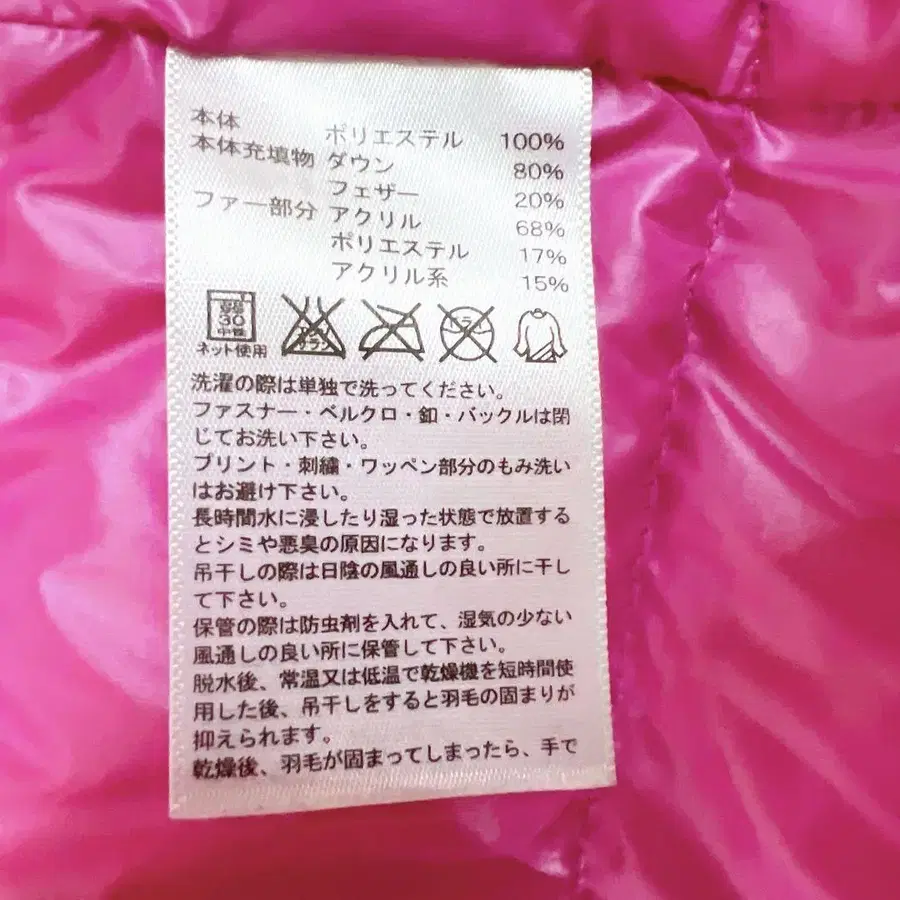 本体 ポリエステル 100%
本体充填物 ダウン 80%
フェザー 20%
ファー部分 アクリル 68%
ポリエステル 17%
アクリル系 15%
30
中性
ネット使用
洗濯の際は単独で洗ってください。
ファスナー・ベルクロ・釦・バックルは閉
じてお洗い下さい。
プリント・刺繍・ワッペン部分のもみ洗い
はお避け下さい。
長時間水に浸したり湿った状態で放置する
とシミや悪臭の原因になります。
吊干しの際は日陰の風通しの良い所に干し
て下さい。
保管の際は防虫剤を入れて、湿気の少ない
風通しの良い所に保管して下さい。
脱水後、常温又は低温で乾燥機を短時間使
用した後、吊干しをすると羽毛の固まりが
抑えられます。
乾燥後、羽毛が固まってしまったら、手で